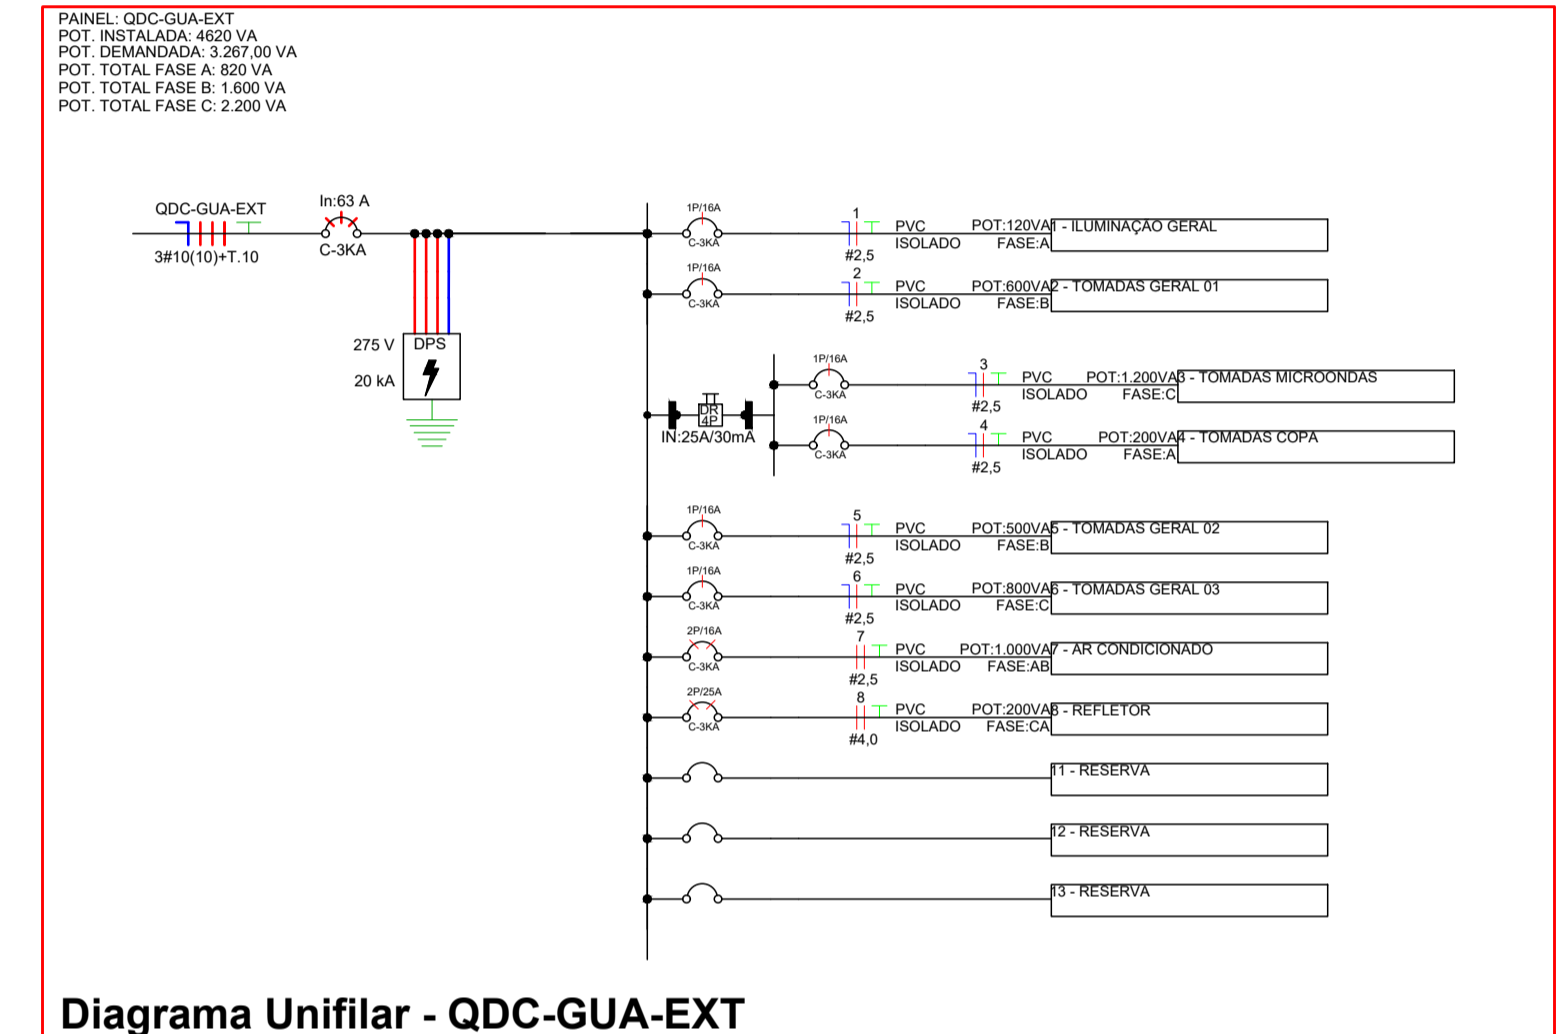 PAINEL: QDC-GUA-EXT
POT. INSTALADA: 4620 VA
POT. DEMANDADA: 3.267,00 VA
POT. TOTAL FASE A: 820 VA
POT. TOTAL FASE B: 1.600 VA
POT. TOTAL FASE C: 2.200 VA
QDC-GUA-EXT
3#10(10)+T.10
In:63 A
C-3KA
275 V
20 kA
DPS
1P/16A
C-3KA
1
#2,5
PVC
ISOLADO
POT:120VA
FASE:A
1 - ILUMINAÇÃO GERAL
1P/16A
C-3KA
2
#2,5
PVC
ISOLADO
POT:600VA
FASE:B
2 - TOMADAS GERAL 01
DR
4P
IN:25A/30mA
1P/16A
C-3KA
3
#2,5
PVC
ISOLADO
POT:1.200VA
FASE:C
3 - TOMADAS MICROONDAS
1P/16A
C-3KA
4
#2,5
PVC
ISOLADO
POT:200VA
FASE:A
4 - TOMADAS COPA
1P/16A
C-3KA
5
#2,5
PVC
ISOLADO
POT:500VA
FASE:B
5 - TOMADAS GERAL 02
1P/16A
C-3KA
6
#2,5
PVC
ISOLADO
POT:800VA
FASE:C
6 - TOMADAS GERAL 03
2P/16A
C-3KA
7
#2,5
PVC
ISOLADO
POT:1.000VA
FASE:AB
7 - AR CONDICIONADO
2P/25A
C-3KA
8
#4,0
PVC
ISOLADO
POT:200VA
FASE:CA
8 - REFLETOR
11 - RESERVA
12 - RESERVA
13 - RESERVA
Diagrama Unifilar - QDC-GUA-EXT